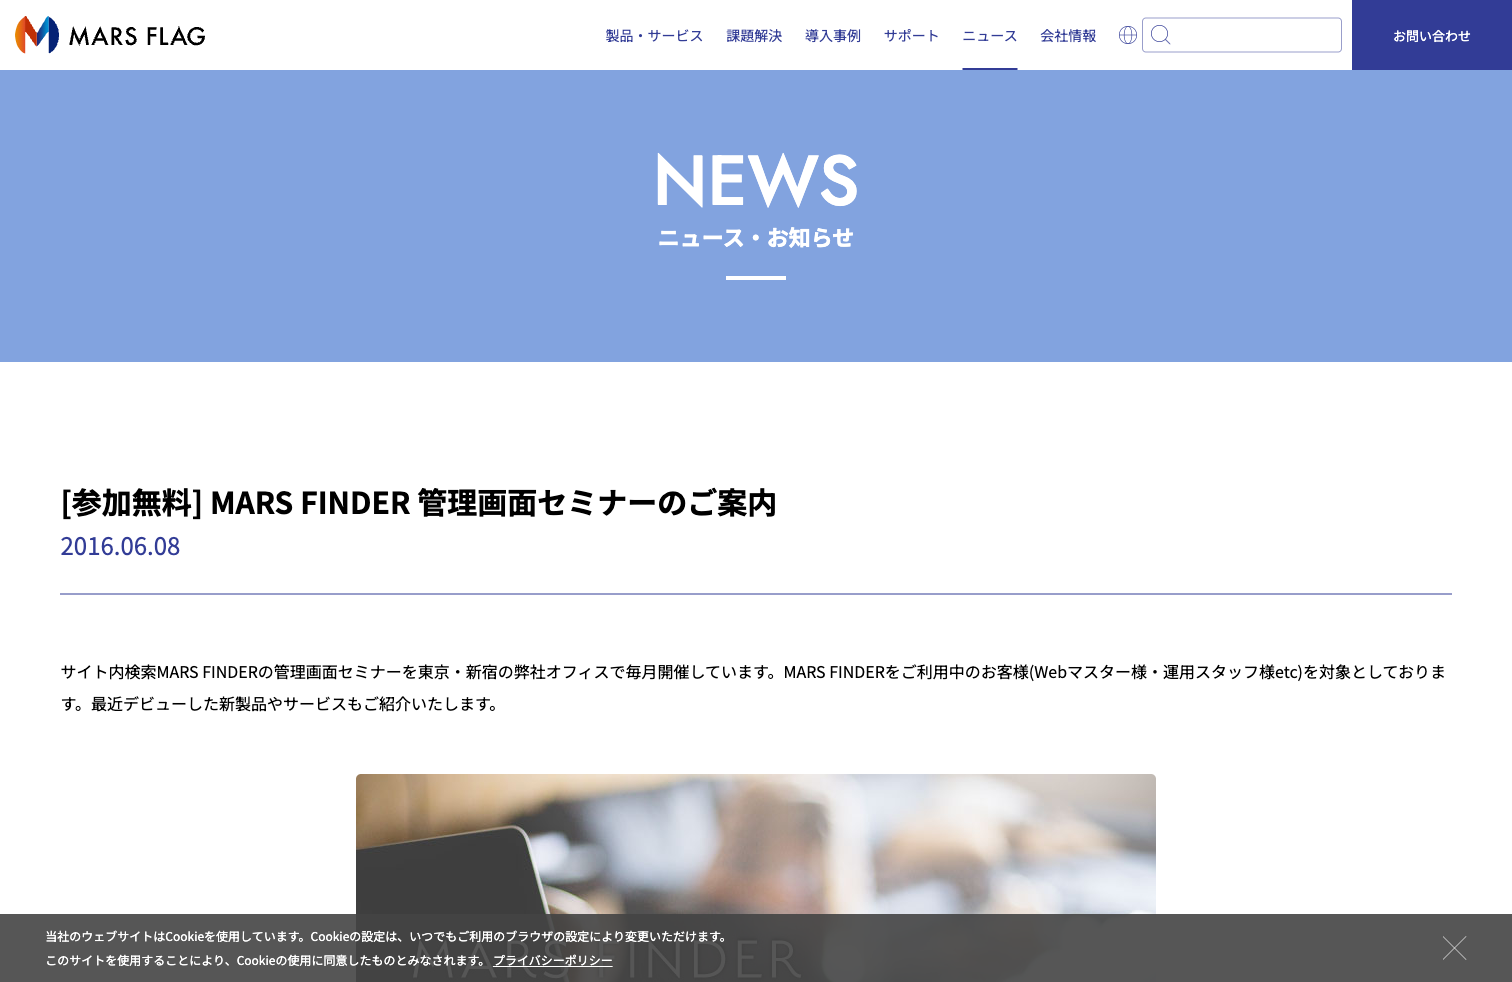 MARS FLAG
製品・サービス 課題解決 導入事例 サポート ニュース 会社情報
お問い合わせ
NEWS
ニュース・お知らせ
[参加無料] MARS FINDER 管理画面セミナーのご案内
2016.06.08
サイト内検索MARS FINDERの管理画面セミナーを東京・新宿の弊社オフィスで毎月開催しています。MARS FINDERをご利用中のお客様(Webマスター様・運用スタッフ様etc)を対象としておりま
す。最近デビューした新製品やサービスもご紹介いたします。
MARS FINDER
当社のウェブサイトはCookieを使用しています。Cookieの設定は、いつでもご利用のブラウザの設定により変更いただけます。
このサイトを使用することにより、Cookieの使用に同意したものとみなされます。 プライバシーポリシー